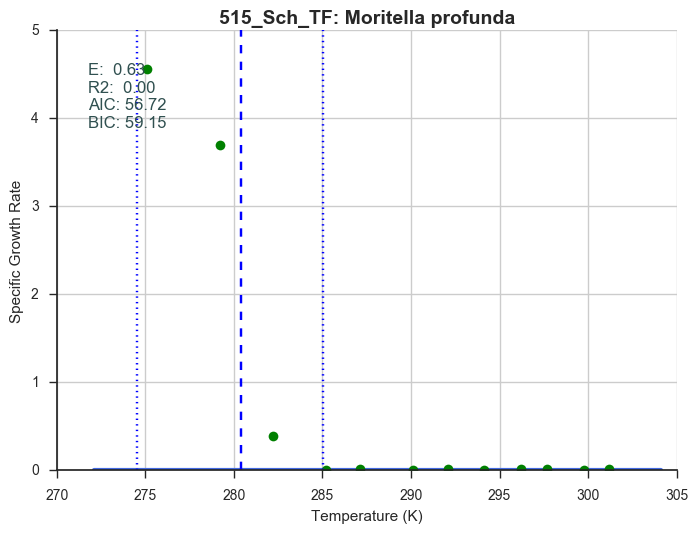 515_Sch_TF: Moritella profunda
5
E: 0.63
R2: 0.00
AIC: 56.72
BIC: 59.15
4
3
Specific Growth Rate
2
1
0
270 275 280 285 290 295 300 305
Temperature (K)